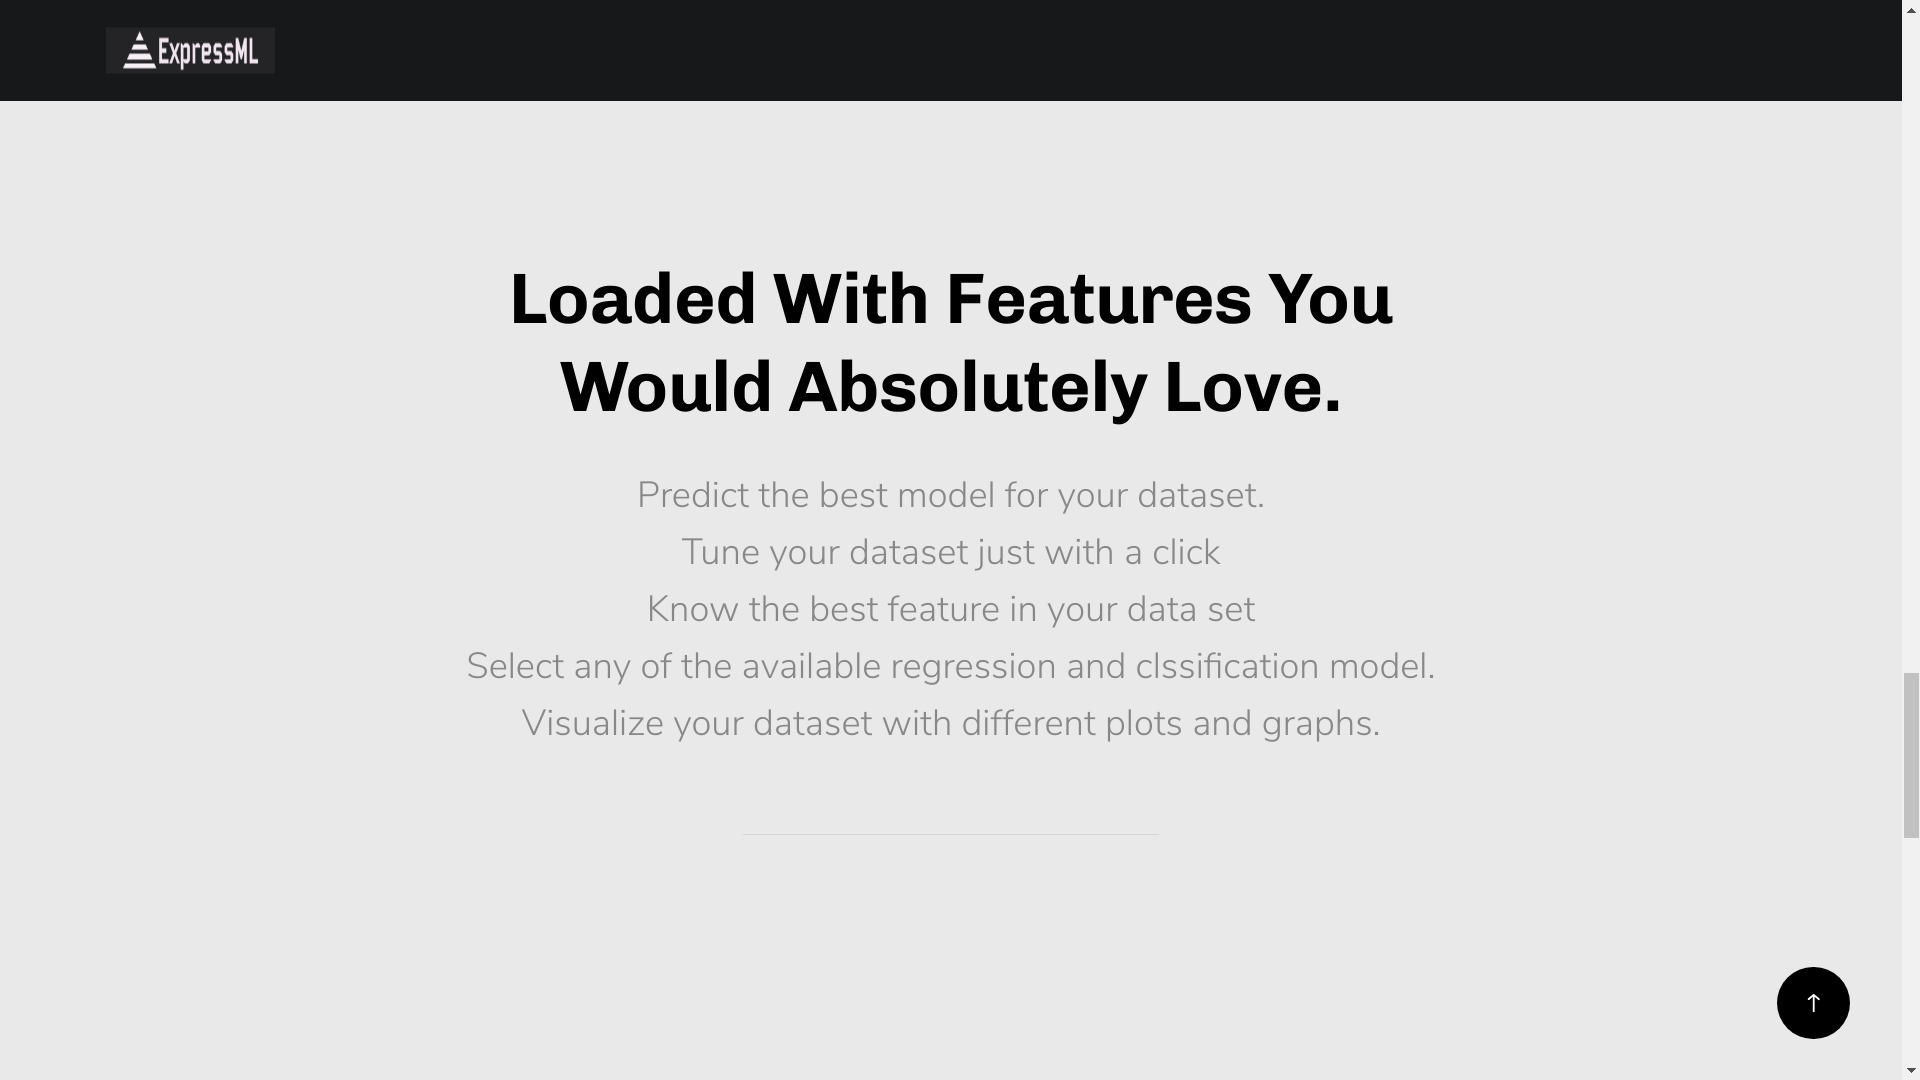 ExpressML
Loaded With Features You
Would Absolutely Love.
Predict the best model for your dataset.
Tune your dataset just with a click
Know the best feature in your data set
Select any of the available regression and clssification model.
Visualize your dataset with different plots and graphs.